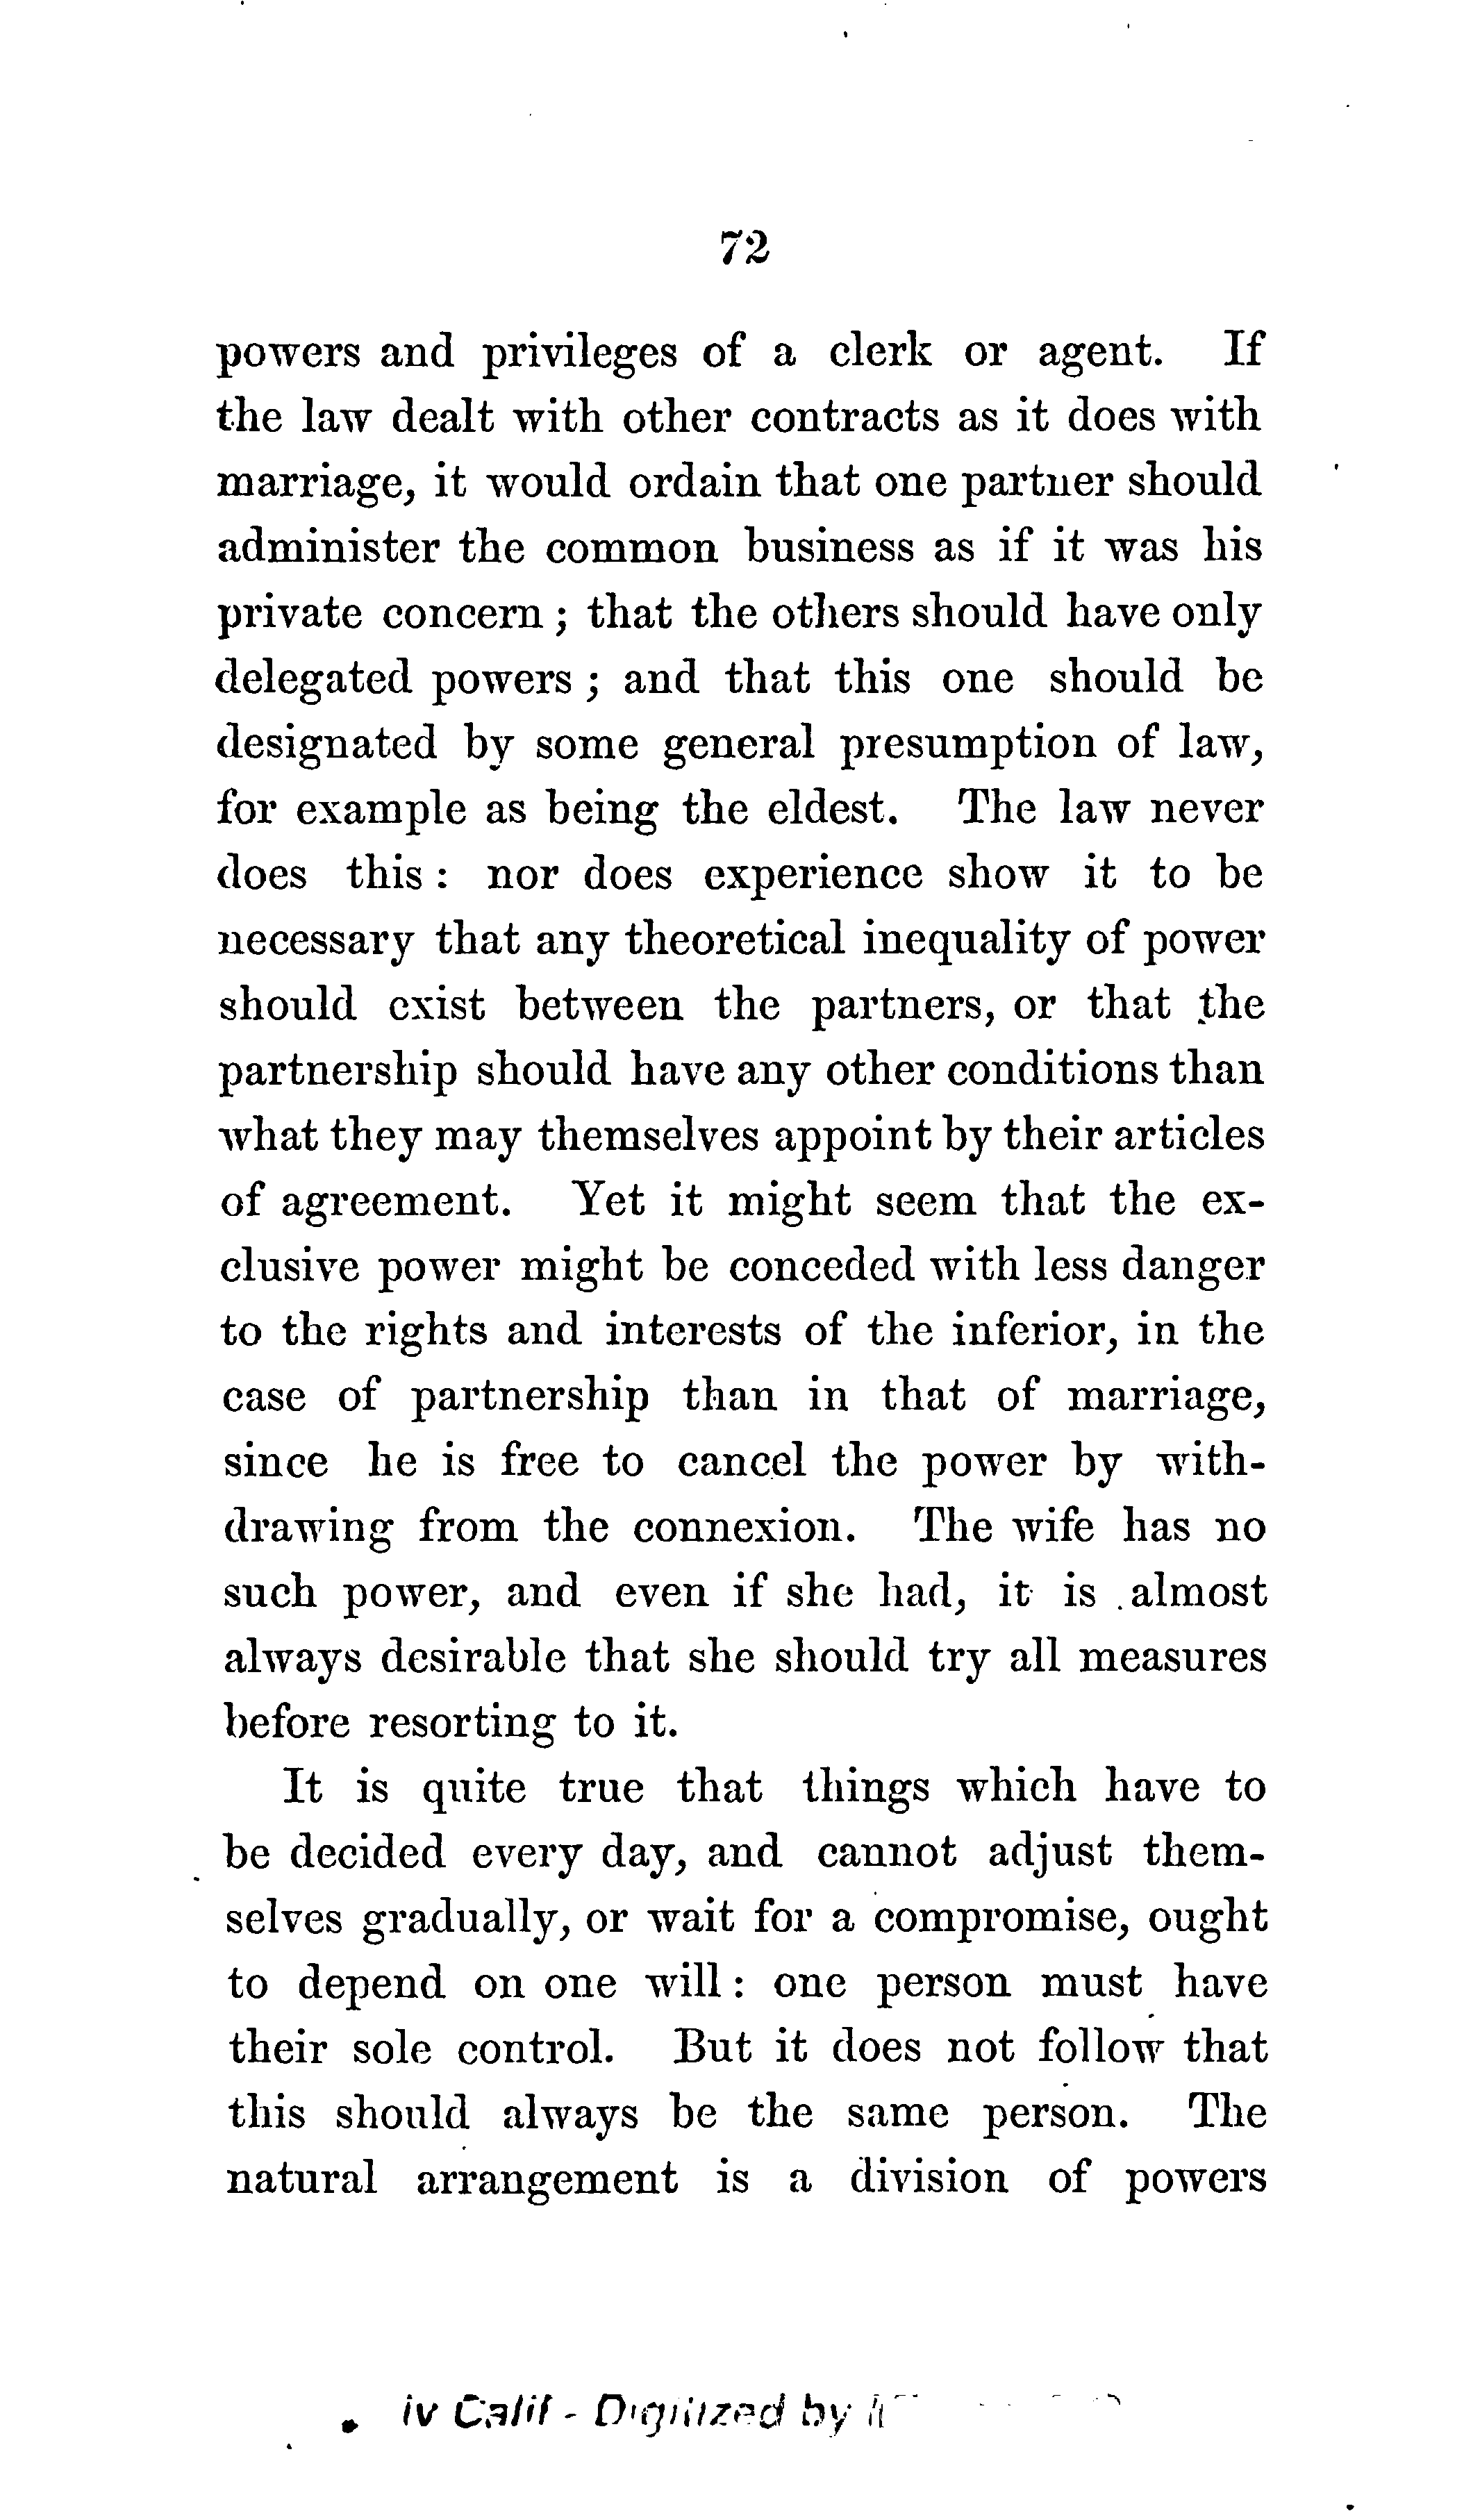 72
powers and privileges of a clerk or agent. If
the law dealt with other contracts as it does with
marriage, it would ordain that one partner should
administer the common business as if it was his
private concern ; that the others should have only
delegated powers ; and that this one should be
designated by some general presumption of law,
for example as being the eldest. The law never
does this : nor does experience show it to be
necessary that any theoretical inequality of power
should exist between the partners, or that the
partnership should have any other conditions than
what they may themselves appoint by their articles
of agreement. Yet it might seem that the ex-
clusive power might be conceded with less danger
to the rights and interests of the inferior, in the
case of partnership than in that of marriage,
since he is free to cancel the power by with-
drawing from the connexion. The wife has no
such power, and even if she had, it is almost
always desirable that she should try all measures
before resorting to it.
It is quite true that things which have to
be decided every day, and cannot adjust them-
selves gradually, or wait for a compromise, ought
to depend on one will : one person must have
their sole control. But it does not follow that
this should always be the same person. The
natural arrangement is a division of powers
iv Calif - Digitized by